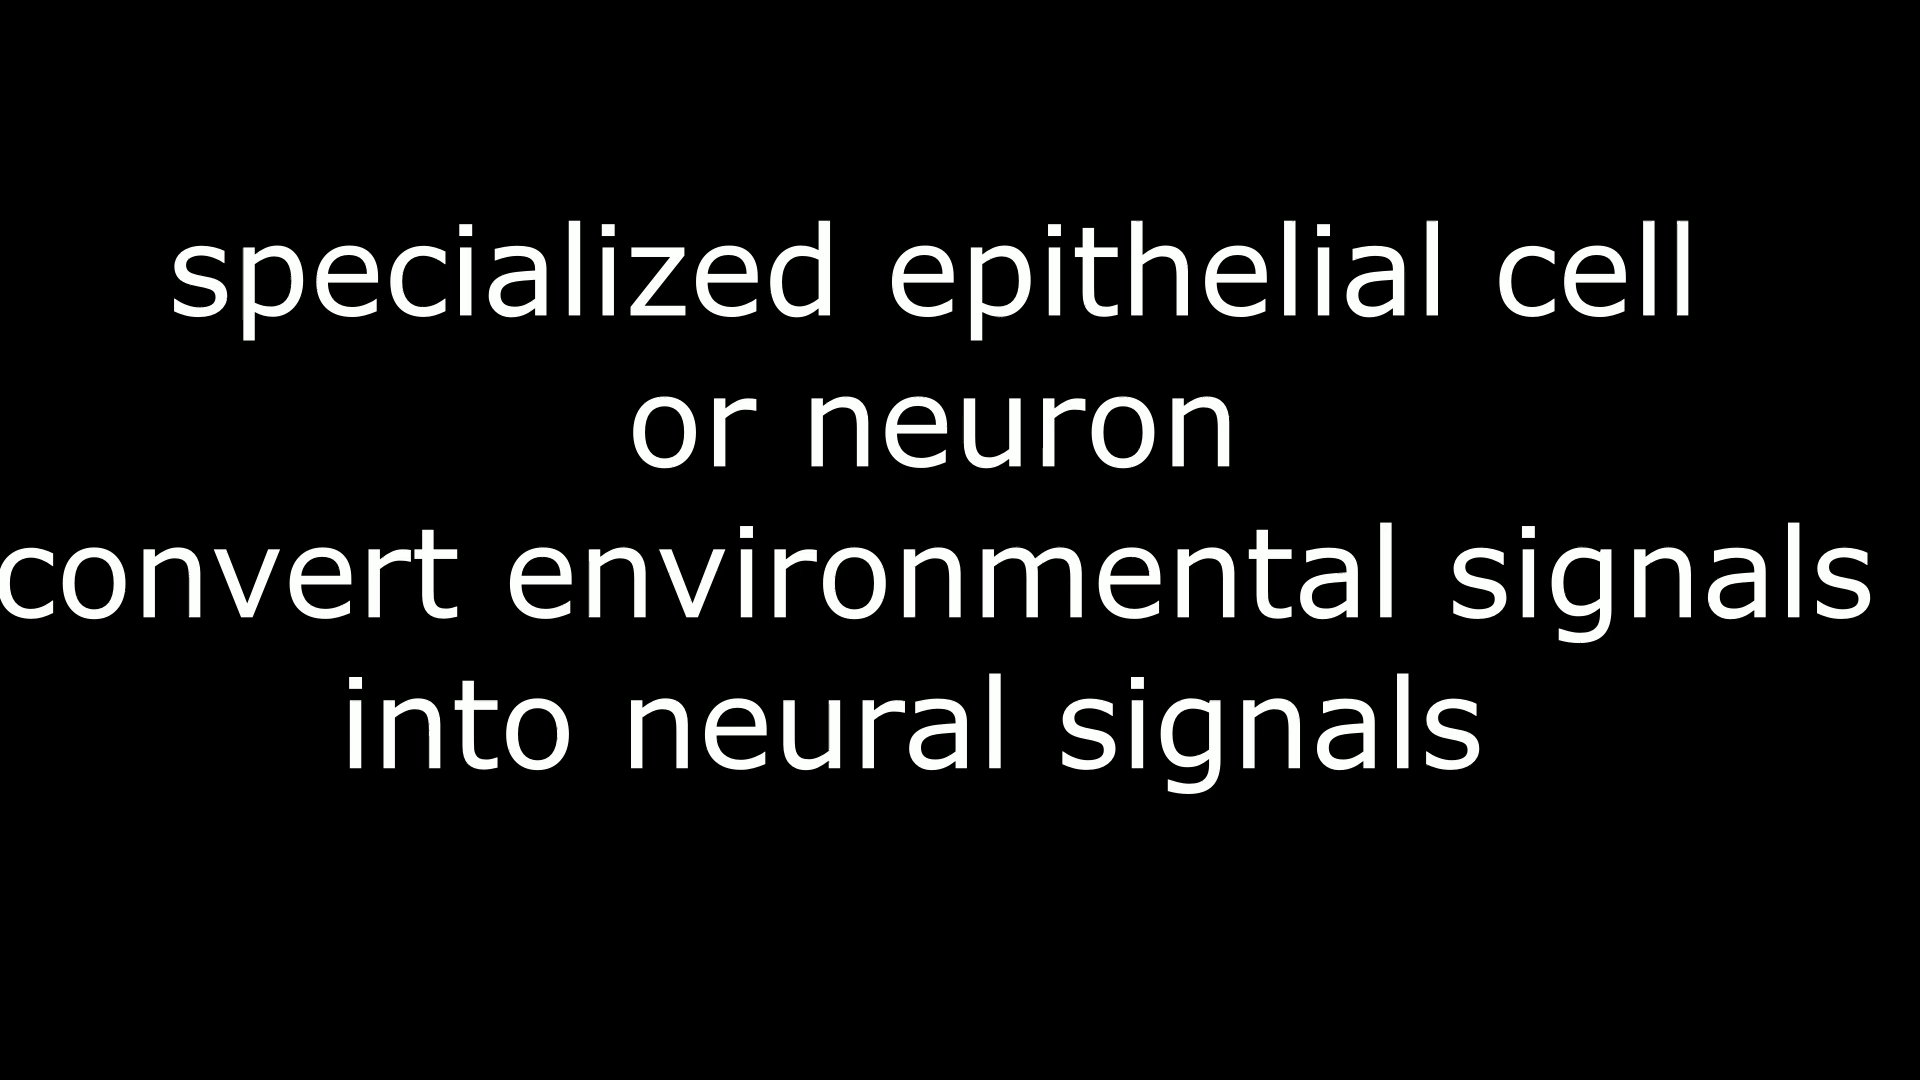 specialized epithelial cell
or neuron
convert environmental signals
into neural signals